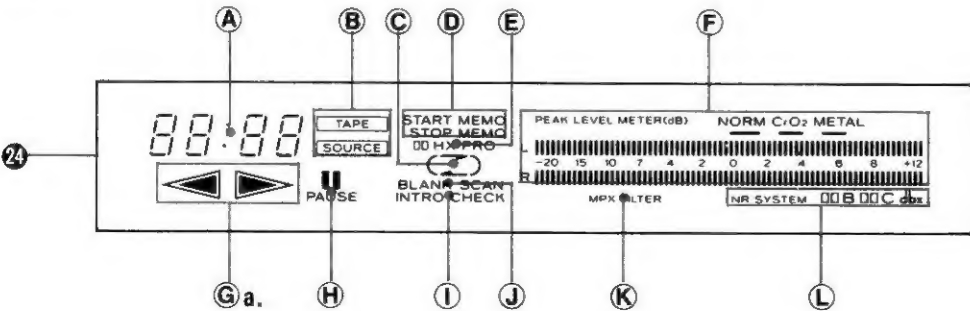 A B C D E F
24
88:88 TAPE START MEMO PEAK LEVEL METER(dB) NORM CrO2 METAL
STOP MEMO
SOURCE HX PRO
-20 15 10 7 4 2 0 2 4 6 8 +12
R
BLANK SCAN
PAUSE INTRO CHECK MPX FILTER NR SYSTEM B C dbx
G a. H I J K L